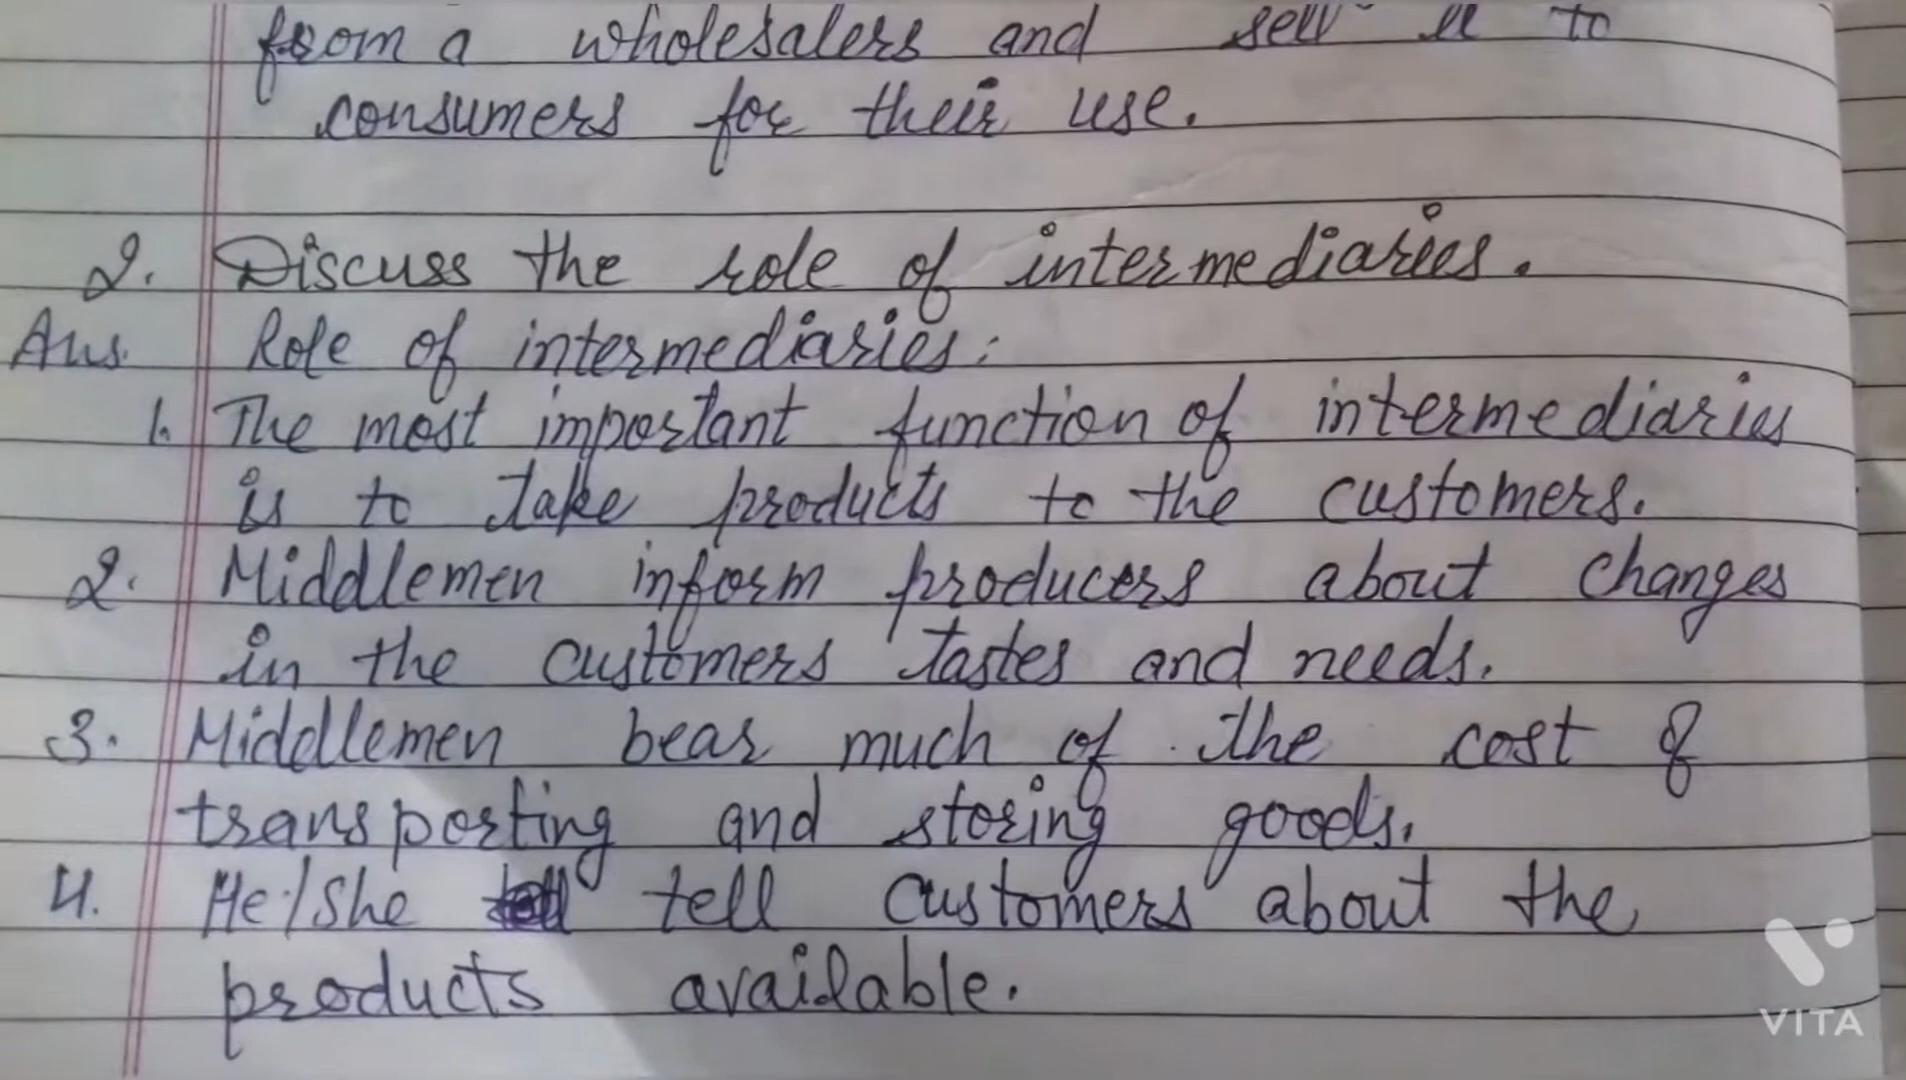 from a wholesalers and sell it to
consumers for their use.
2. Discuss the role of intermediaries.
Ans. Role of intermediaries:
1. The most important function of intermediaries
is to take products to the customers.
2. Middlemen inform producers about changes
in the customers tastes and needs.
3. Middlemen bear much of the cost of
transporting and storing goods.
4. He/She tell customers about the
products available.
VITA